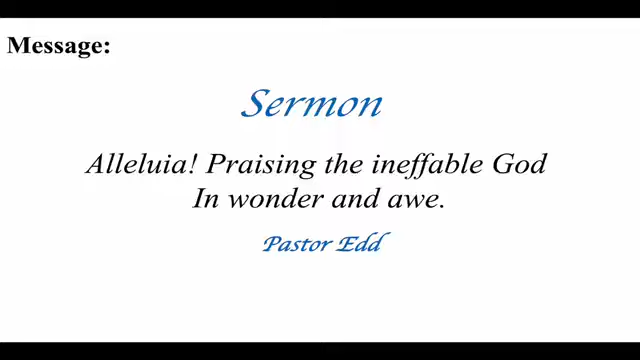 Message:
Sermon
Alleluia! Praising the ineffable God
In wonder and awe.
Pastor Edd